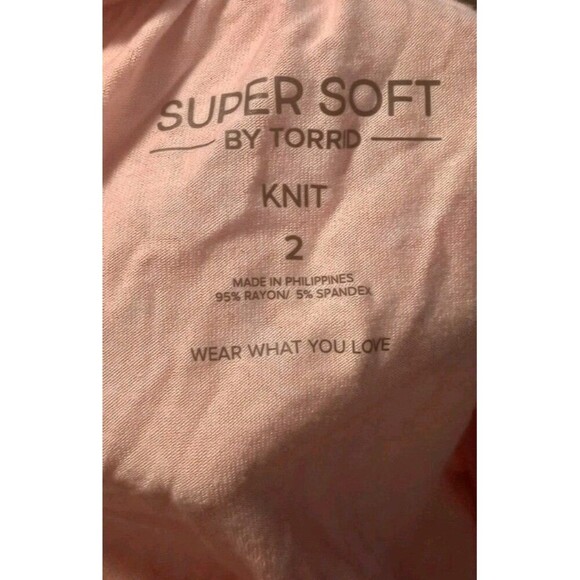 SUPER SOFT
BY TORRID
KNIT
2
MADE IN PHILIPPINES
95% RAYON/ 5% SPANDEX
WEAR WHAT YOU LOVE